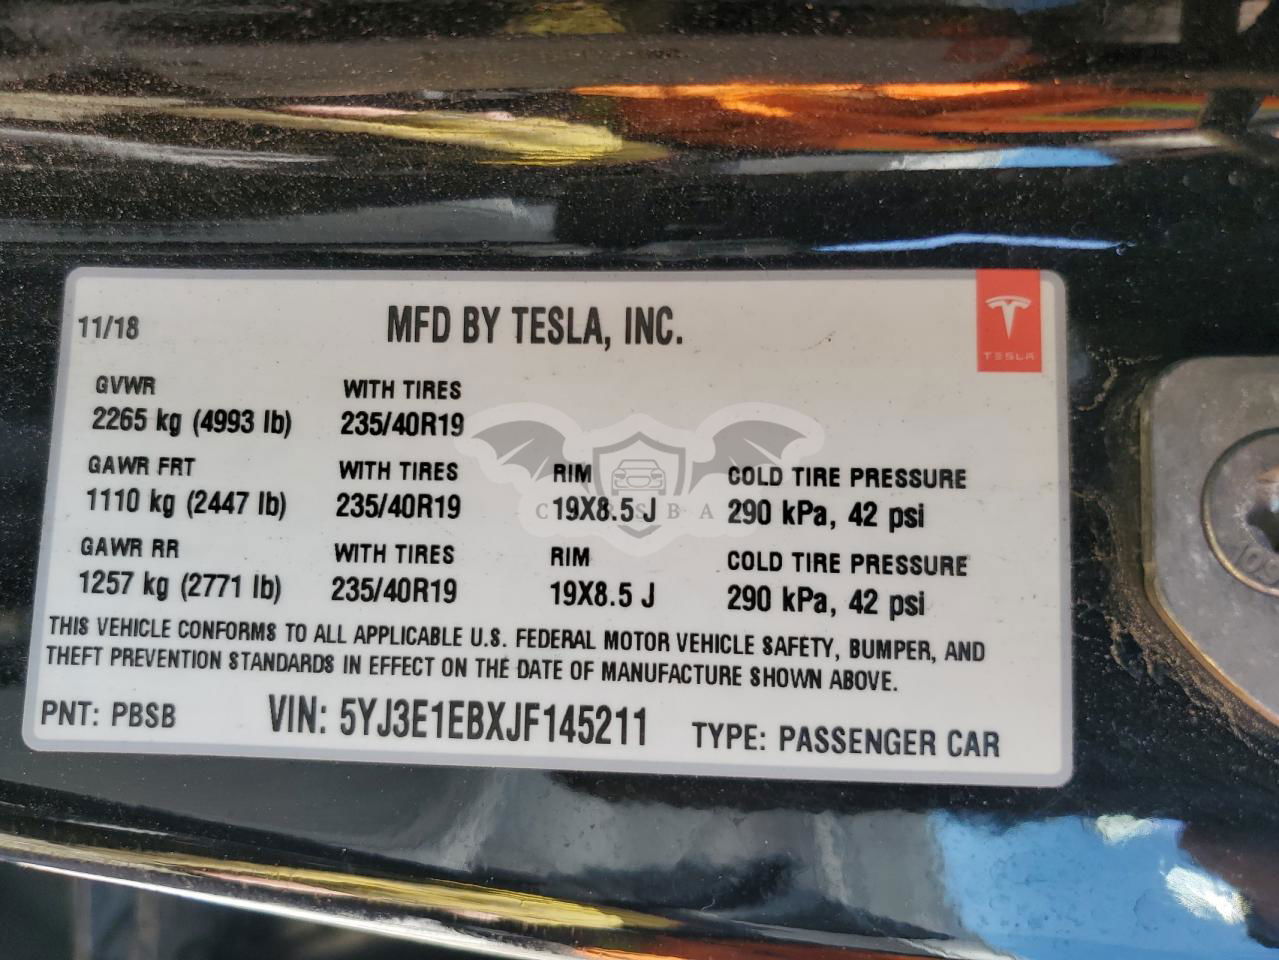 11/18 MFD BY TESLA, INC.
TESLA
GVWR WITH TIRES
2265 kg (4993 lb) 235/40R19
GAWR FRT WITH TIRES RIM COLD TIRE PRESSURE
1110 kg (2447 lb) 235/40R19 19X8.5 J 290 kPa, 42 psi
GAWR RR WITH TIRES RIM COLD TIRE PRESSURE
1257 kg (2771 lb) 235/40R19 19X8.5 J 290 kPa, 42 psi
THIS VEHICLE CONFORMS TO ALL APPLICABLE U.S. FEDERAL MOTOR VEHICLE SAFETY, BUMPER, AND
THEFT PREVENTION STANDARDS IN EFFECT ON THE DATE OF MANUFACTURE SHOWN ABOVE.
PNT: PBSB VIN: 5YJ3E1EBXJF145211 TYPE: PASSENGER CAR